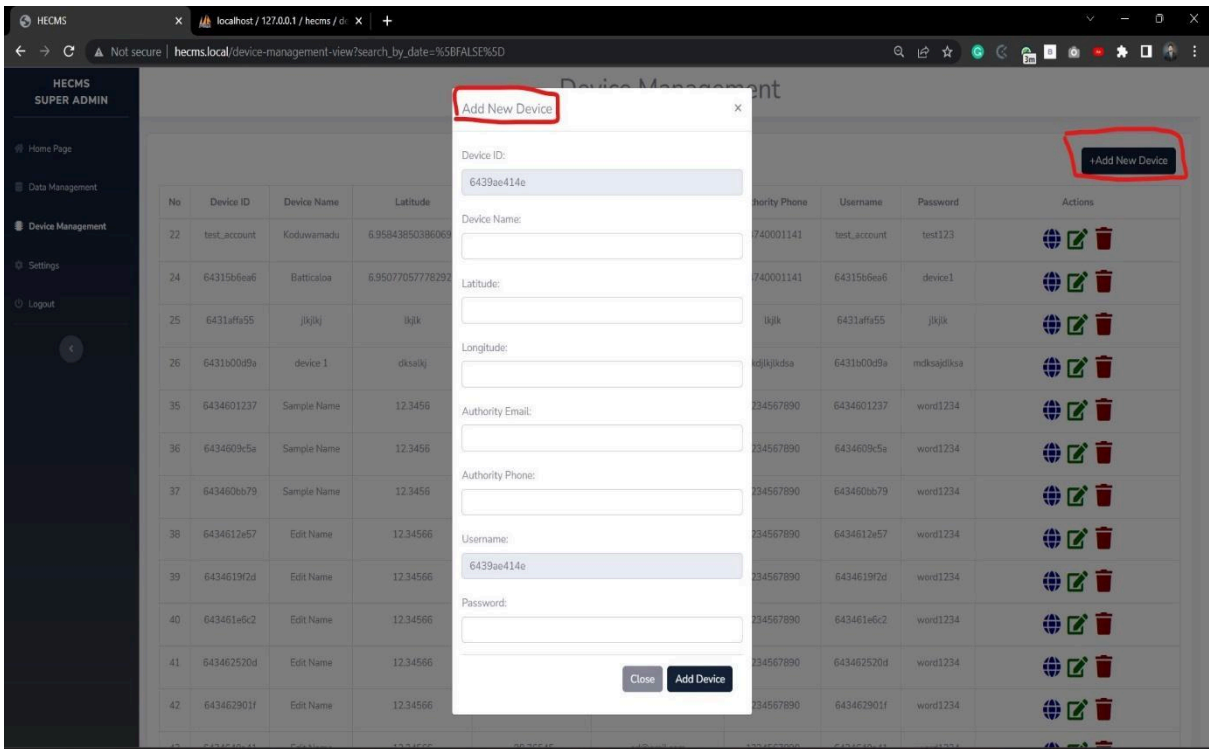 HECMS
localhost / 127.0.0.1 / hecms / de
Not secure | hecms.local/device-management-view?search_by_date=%5BFALSE%5D
3m
HECMS
SUPER ADMIN
Home Page
Data Management
Device Management
Settings
Logout
Device Management
+Add New Device
Add New Device
×
Device ID:
6439ae414e
Device Name:
Latitude:
Longitude:
Authority Email:
Authority Phone:
Username:
6439ae414e
Password:
Close Add Device
No Device ID Device Name Latitude hority Phone Username Password Actions
22 test_account Koduwamadu 6.95843850386069 740001141 test_account test123
24 64315b6ea6 Batticaloa 6.95077057778292 740001141 64315b6ea6 device1
25 6431affa55 jlkjlkj lkjlk lkjlk 6431affa55 jlkjlk
26 6431b00d9a device 1 dksalkj kdjlkjlkdsa 6431b00d9a mdksajdlksa
35 6434601237 Sample Name 12.3456 234567890 6434601237 word1234
36 6434609c5a Sample Name 12.3456 234567890 6434609c5a word1234
37 643460bb79 Sample Name 12.3456 234567890 643460bb79 word1234
38 6434612e57 Edit Name 12.34566 234567890 6434612e57 word1234
39 6434619f2d Edit Name 12.34566 234567890 6434619f2d word1234
40 643461e6c2 Edit Name 12.34566 234567890 643461e6c2 word1234
41 643462520d Edit Name 12.34566 234567890 643462520d word1234
42 643462901f Edit Name 12.34566 234567890 643462901f word1234